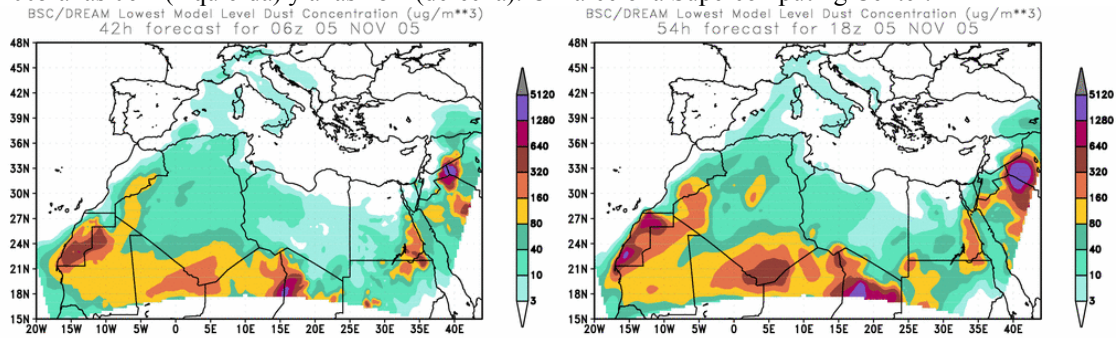 BSC/DREAM Lowest Model Level Dust Concentration (ug/m**3)
42h forecast for 06z 05 NOV 05
48N
45N
42N
39N
36N
33N
30N
27N
24N
21N
18N
15N
20W 15W 10W 5W 0 5E 10E 15E 20E 25E 30E 35E 40E
5120
1280
640
320
160
80
40
10
3
BSC/DREAM Lowest Model Level Dust Concentration (ug/m**3)
54h forecast for 18z 05 NOV 05
48N
45N
42N
39N
36N
33N
30N
27N
24N
21N
18N
15N
20W 15W 10W 5W 0 5E 10E 15E 20E 25E 30E 35E 40E
5120
1280
640
320
160
80
40
10
3